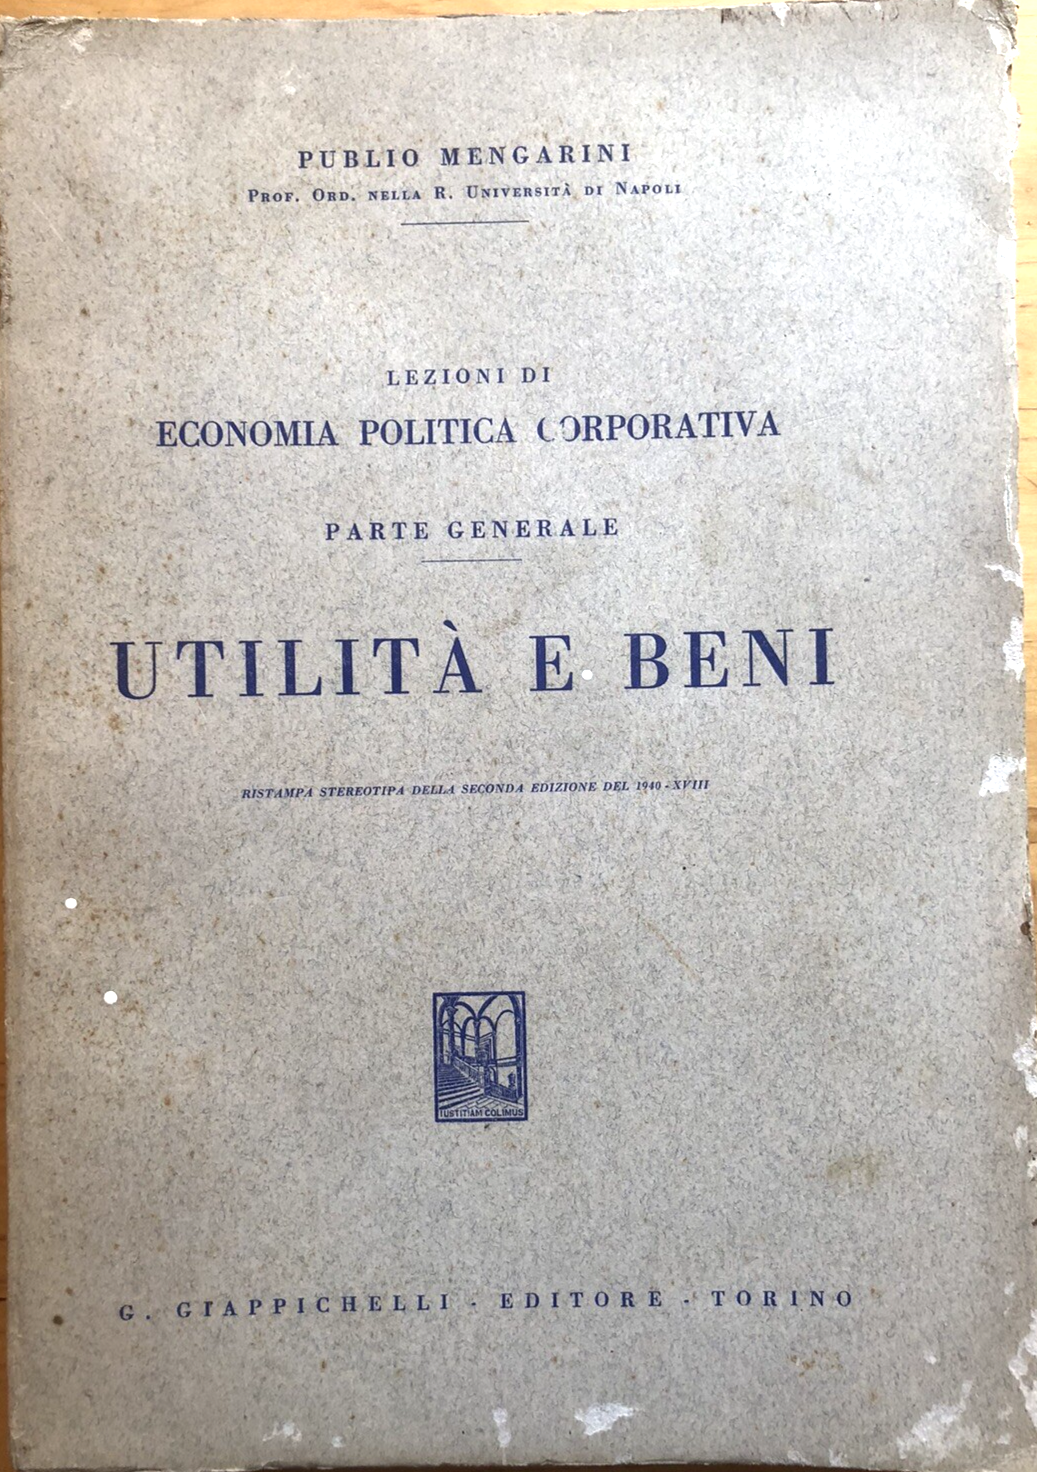 PUBLIO MENGARINI
PROF. ORD. NELLA R. UNIVERSITÀ DI NAPOLI
LEZIONI DI
ECONOMIA POLITICA CORPORATIVA
PARTE GENERALE
UTILITÀ E BENI
RISTAMPA STEREOTIPA DELLA SECONDA EDIZIONE DEL 1940-XVIII
IUSTITIAM COLIMUS
G. GIAPPICHELLI - EDITORE - TORINO